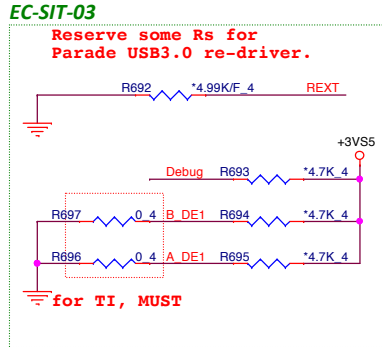 EC-SIT-03
Reserve some Rs for
Parade USB3.0 re-driver.
R692 *4.99K/F_4 REXT
+3VS5
Debug R693 *4.7K_4
R697 0_4 B_DE1 R694 *4.7K_4
R696 0_4 A_DE1 R695 *4.7K_4
for TI, MUST